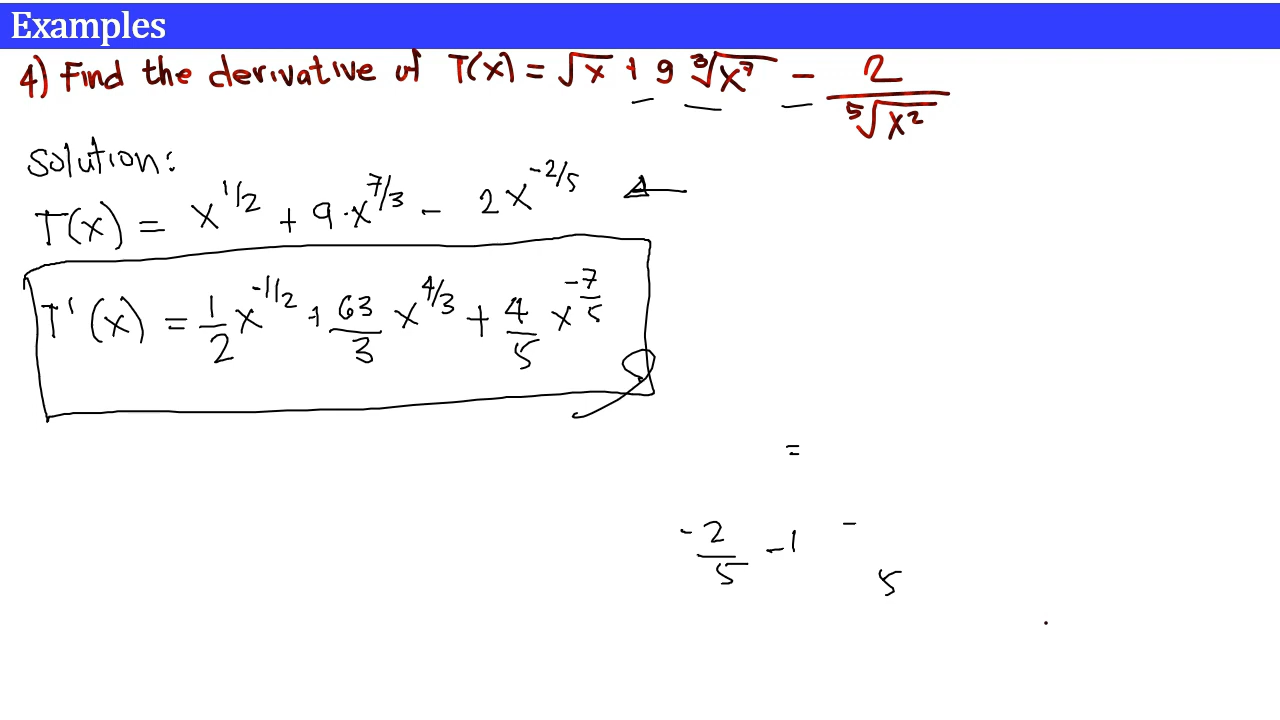 Examples
4) Find the derivative of T(x) = √x + 9 ∛x⁷ − 2/⁵√x²
Solution:
T(x) = x^1/2 + 9·x^7/3 − 2x^-2/5
T'(x) = 1/2 x^-1/2 + 63/3 x^4/3 + 4/5 x^-7/5
=
-2/5 -1 - 5